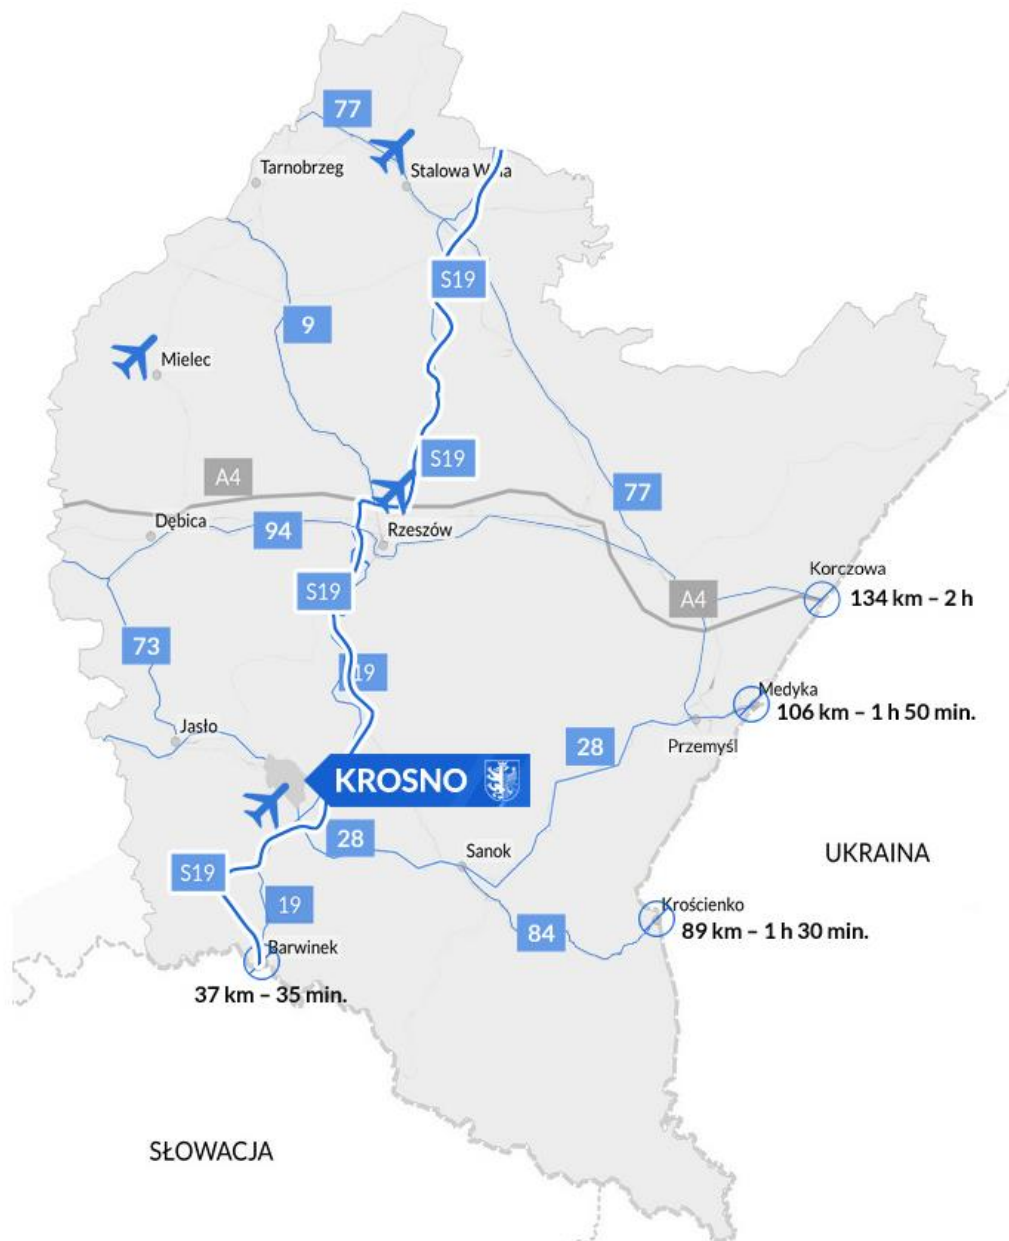 77
Tarnobrzeg
Stalowa Wola
S19
9
Mielec
S19
A4
77
Dębica
94
Rzeszów
Korczowa
134 km – 2 h
S19
A4
73
19
Medyka
106 km – 1 h 50 min.
Jasło
28
Przemyśl
KROSNO
28
Sanok
UKRAINA
S19
19
Krościenko
89 km – 1 h 30 min.
84
Barwinek
37 km – 35 min.
SŁOWACJA